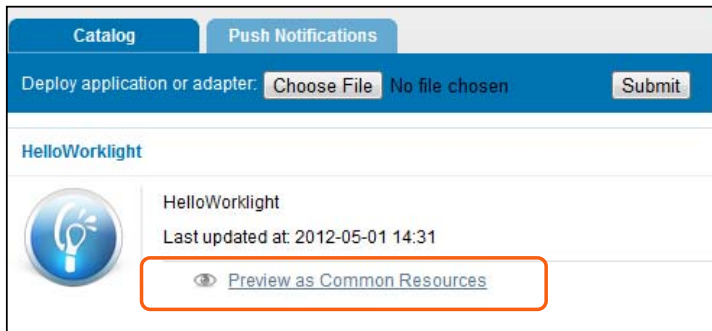 Catalog Push Notifications
Deploy application or adapter: Choose File No file chosen Submit
HelloWorklight
HelloWorklight
Last updated at: 2012-05-01 14:31
Preview as Common Resources